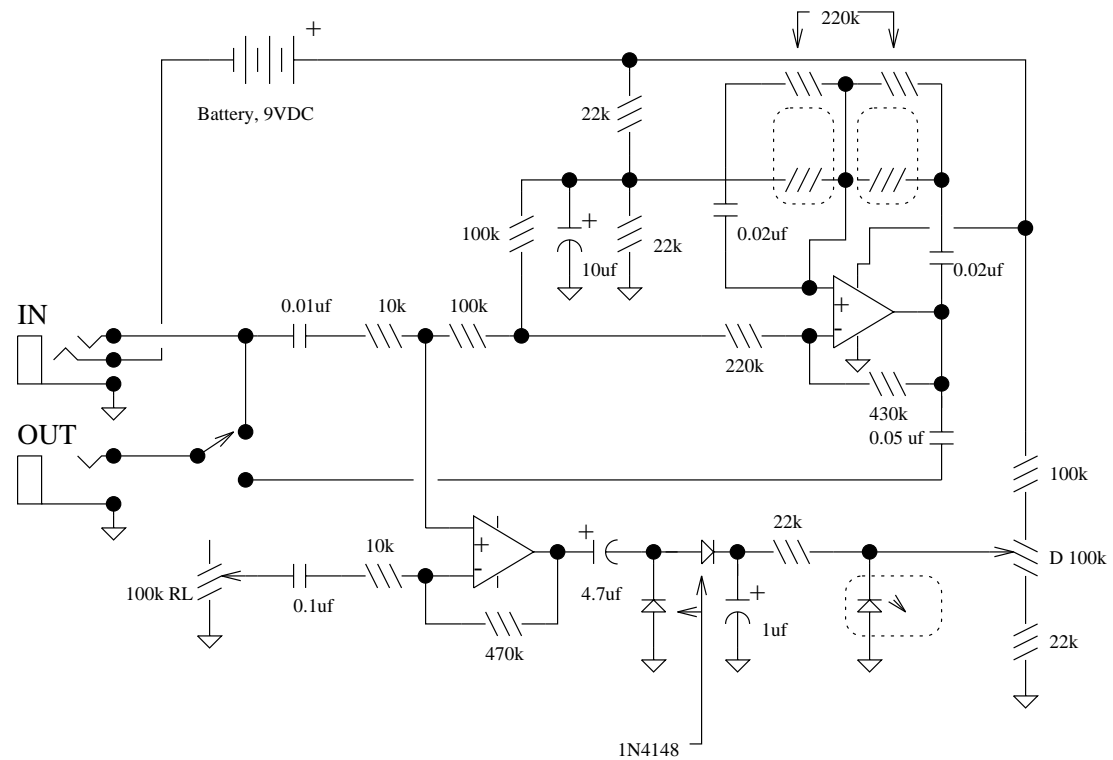 220k
+
Battery, 9VDC
22k
100k
+
10uf
22k
0.02uf
0.02uf
IN
0.01uf
10k
100k
+
-
220k
430k
OUT
0.05 uf
100k
22k
10k
+
-
+
D 100k
100k RL
0.1uf
4.7uf
+
1uf
22k
470k
1N4148